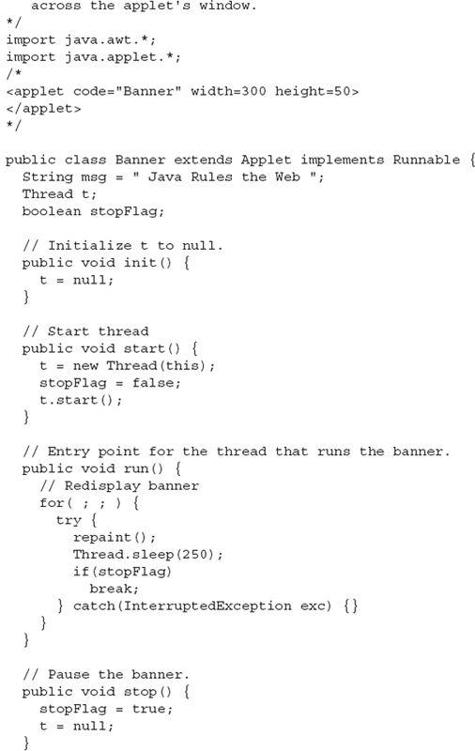 across the applet's window.
*/
import java.awt.*;
import java.applet.*;
/*
<applet code="Banner" width=300 height=50>
</applet>
*/
public class Banner extends Applet implements Runnable {
String msg = " Java Rules the Web ";
Thread t;
boolean stopFlag;
// Initialize t to null.
public void init() {
t = null;
}
// Start thread
public void start() {
t = new Thread(this);
stopFlag = false;
t.start();
}
// Entry point for the thread that runs the banner.
public void run() {
// Redisplay banner
for( ; ; ) {
try {
repaint();
Thread.sleep(250);
if(stopFlag)
break;
} catch(InterruptedException exc) {}
}
}
// Pause the banner.
public void stop() {
stopFlag = true;
t = null;
}